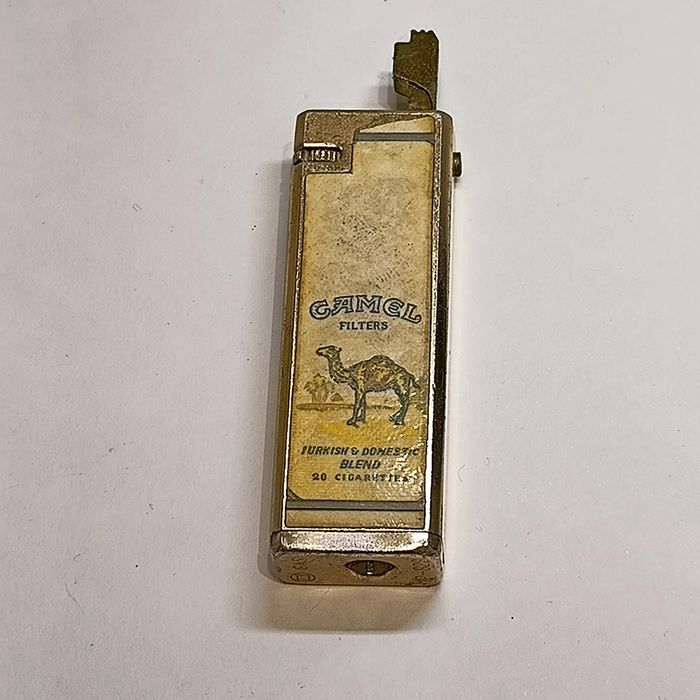 CAMEL
FILTERS
TURKISH & DOMESTIC
BLEND
20 CIGARETTES